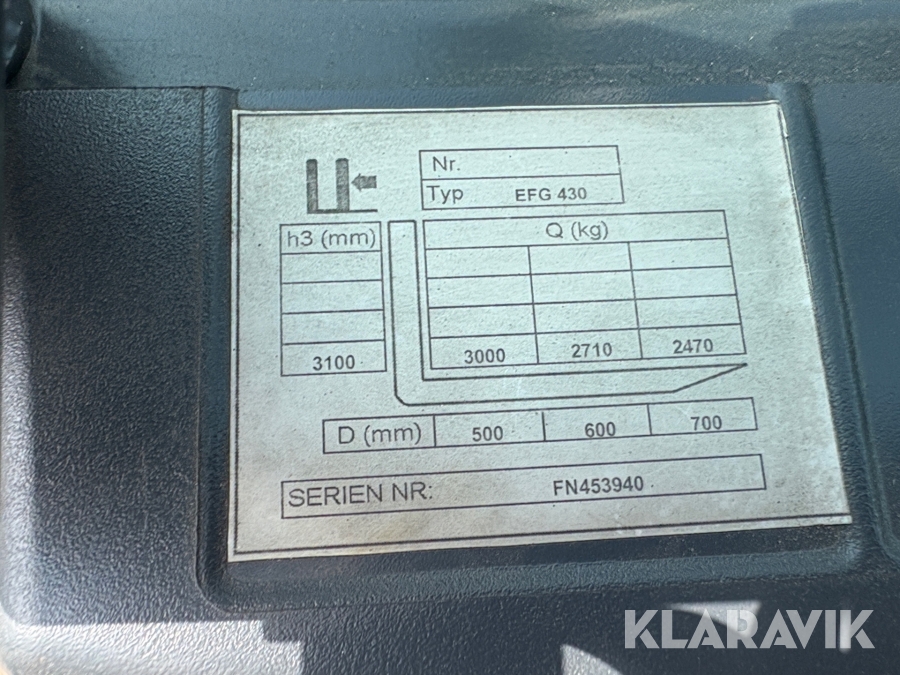 Nr.
Typ EFG 430
h3 (mm) Q (kg)
3100 3000 2710 2470
D (mm) 500 600 700
SERIEN NR: FN453940
KLARAVIK